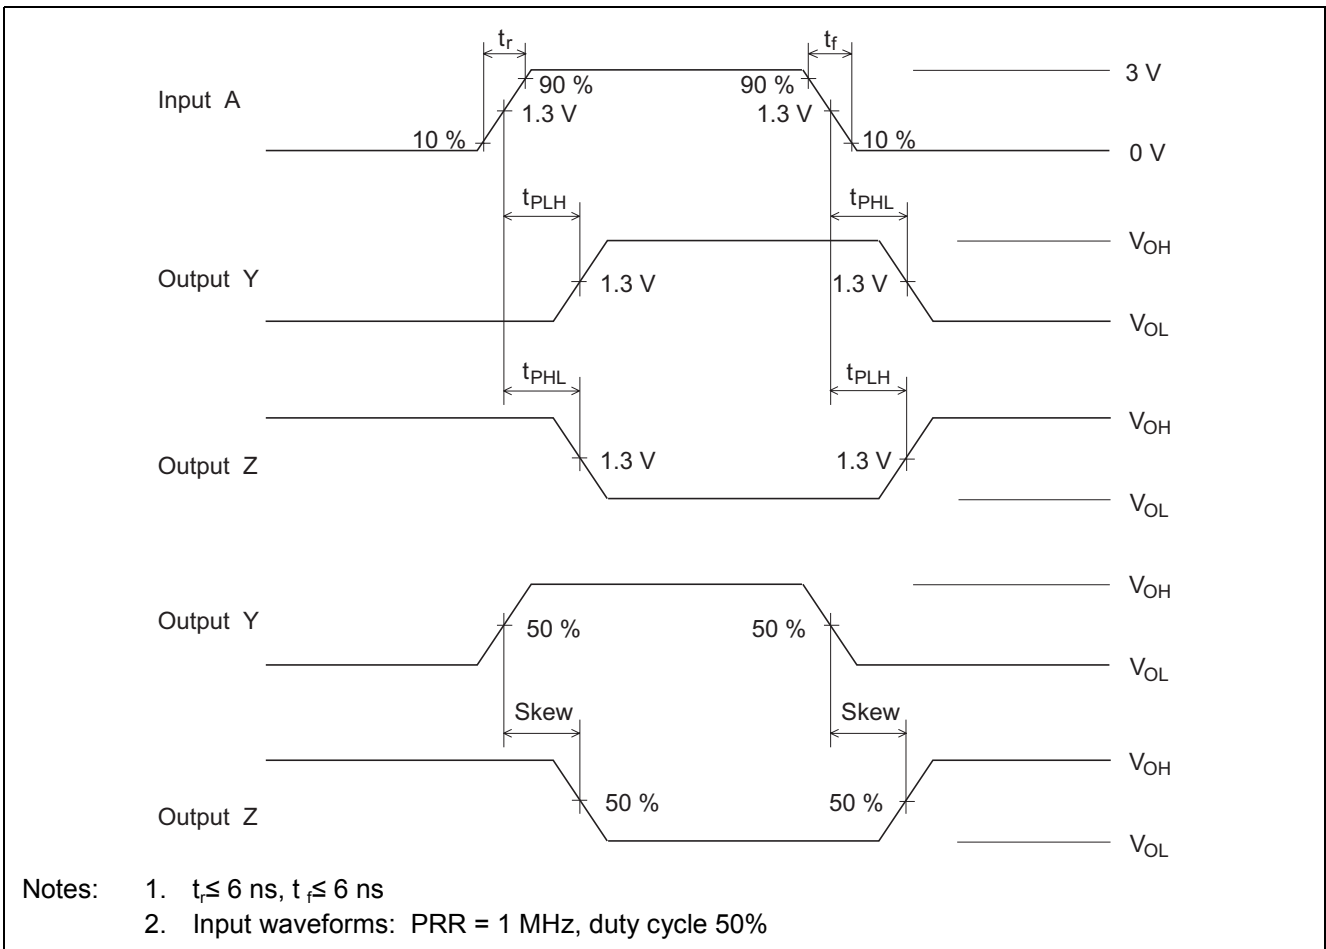 tr tf
90 % 90 % 3 V
Input A
1.3 V 1.3 V
10 % 10 %
0 V
tPLH tPHL
VOH
Output Y 1.3 V 1.3 V
VOL
tPHL tPLH
VOH
Output Z 1.3 V 1.3 V
VOL
VOH
Output Y 50 % 50 %
VOL
Skew Skew
VOH
Output Z 50 % 50 %
VOL
Notes: 1. tr≤ 6 ns, t f≤ 6 ns
2. Input waveforms: PRR = 1 MHz, duty cycle 50%